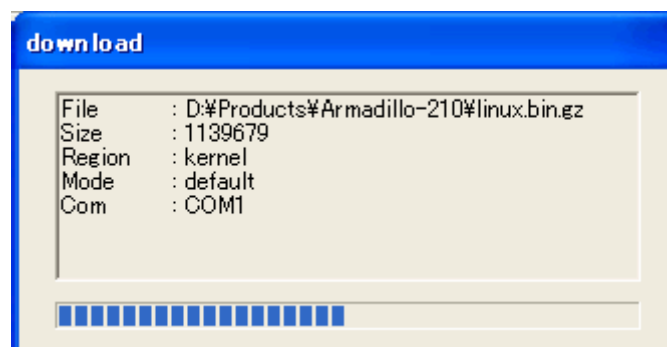 download
File : D:¥Products¥Armadillo-210¥linux.bin.gz
Size : 1139679
Region : kernel
Mode : default
Com : COM1